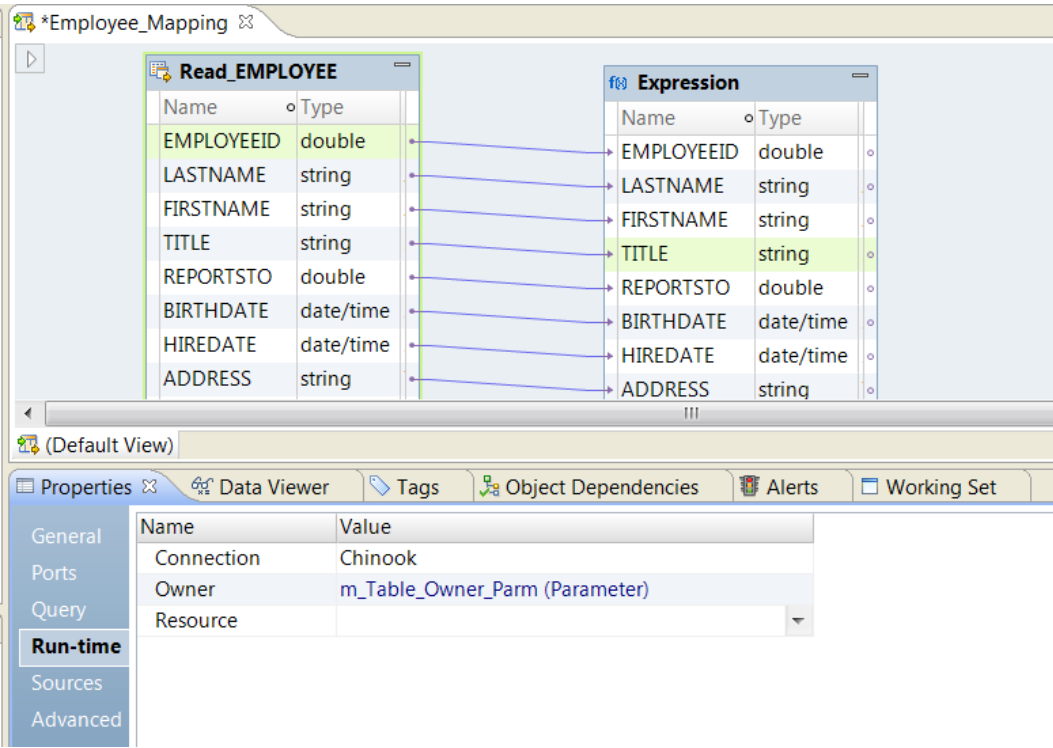 *Employee_Mapping
Read_EMPLOYEE
Name Type
EMPLOYEEID double
LASTNAME string
FIRSTNAME string
TITLE string
REPORTSTO double
BIRTHDATE date/time
HIREDATE date/time
ADDRESS string
f(x) Expression
Name Type
EMPLOYEEID double
LASTNAME string
FIRSTNAME string
TITLE string
REPORTSTO double
BIRTHDATE date/time
HIREDATE date/time
ADDRESS string
(Default View)
Properties Data Viewer Tags Object Dependencies Alerts Working Set
General
Ports
Query
Run-time
Sources
Advanced
Name Value
Connection Chinook
Owner m_Table_Owner_Parm (Parameter)
Resource